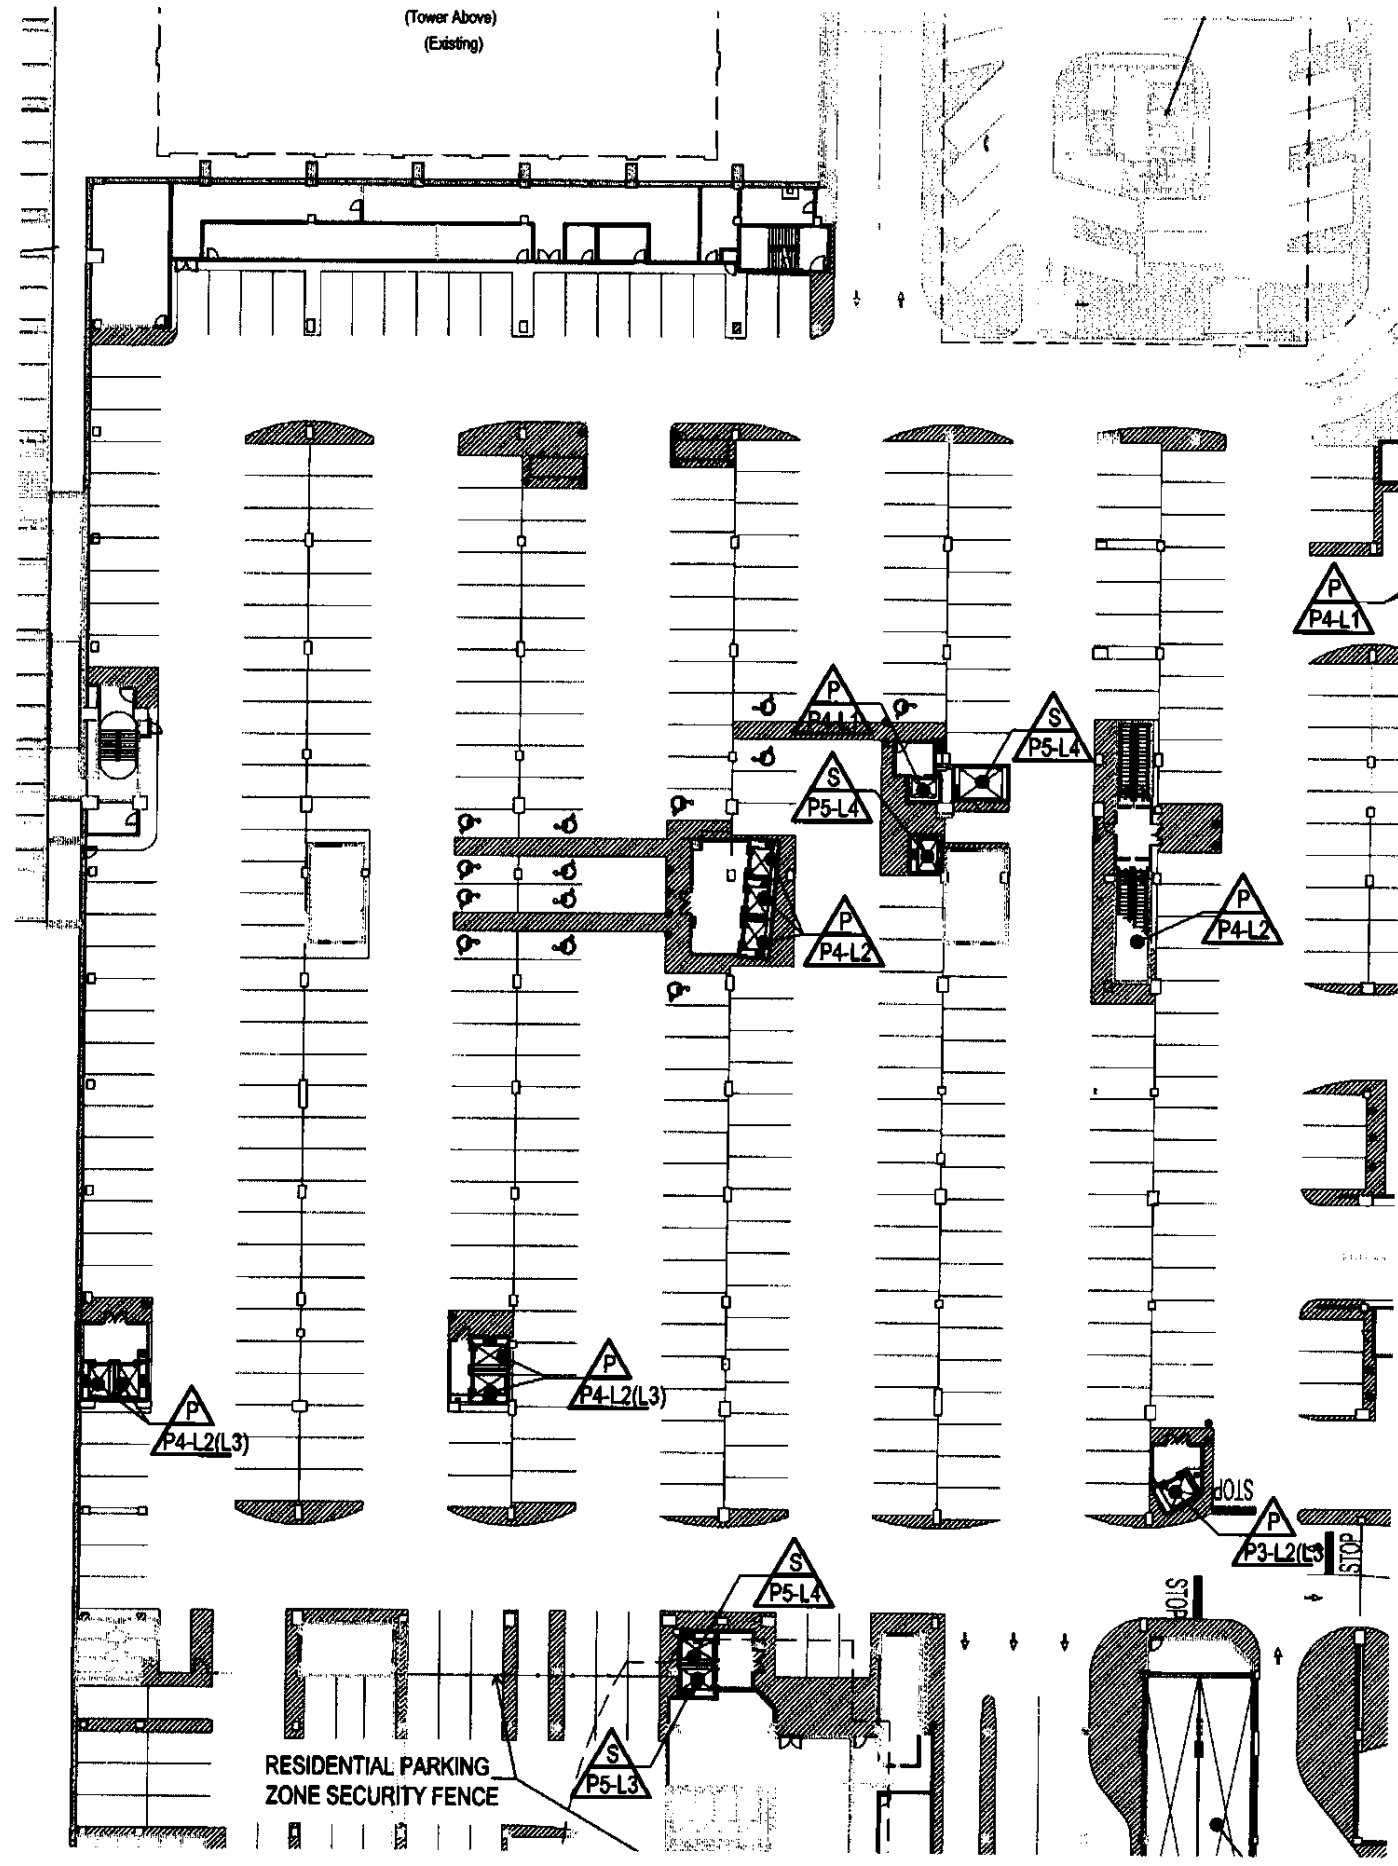 (Tower Above)
(Existing)
P
P4-L1
P
P4-L1
S
P5-L4
S
P5-L4
P
P4-L2
P
P4-L2
P
P4-L2(L3)
P
P4-L2(L3)
STOP
P
P3-L2(L3
STOP
STOP
S
P5-L4
S
P5-L3
RESIDENTIAL PARKING
ZONE SECURITY FENCE